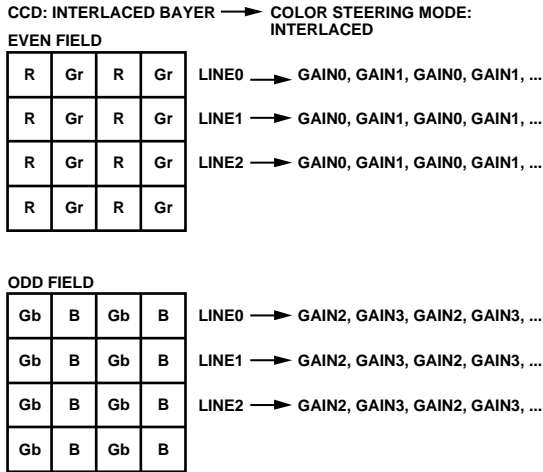 CCD: INTERLACED BAYER COLOR STEERING MODE:
INTERLACED
EVEN FIELD
R Gr R Gr LINE0 GAIN0, GAIN1, GAIN0, GAIN1, ...
R Gr R Gr LINE1 GAIN0, GAIN1, GAIN0, GAIN1, ...
R Gr R Gr LINE2 GAIN0, GAIN1, GAIN0, GAIN1, ...
R Gr R Gr
ODD FIELD
Gb B Gb B LINE0 GAIN2, GAIN3, GAIN2, GAIN3, ...
Gb B Gb B LINE1 GAIN2, GAIN3, GAIN2, GAIN3, ...
Gb B Gb B LINE2 GAIN2, GAIN3, GAIN2, GAIN3, ...
Gb B Gb B